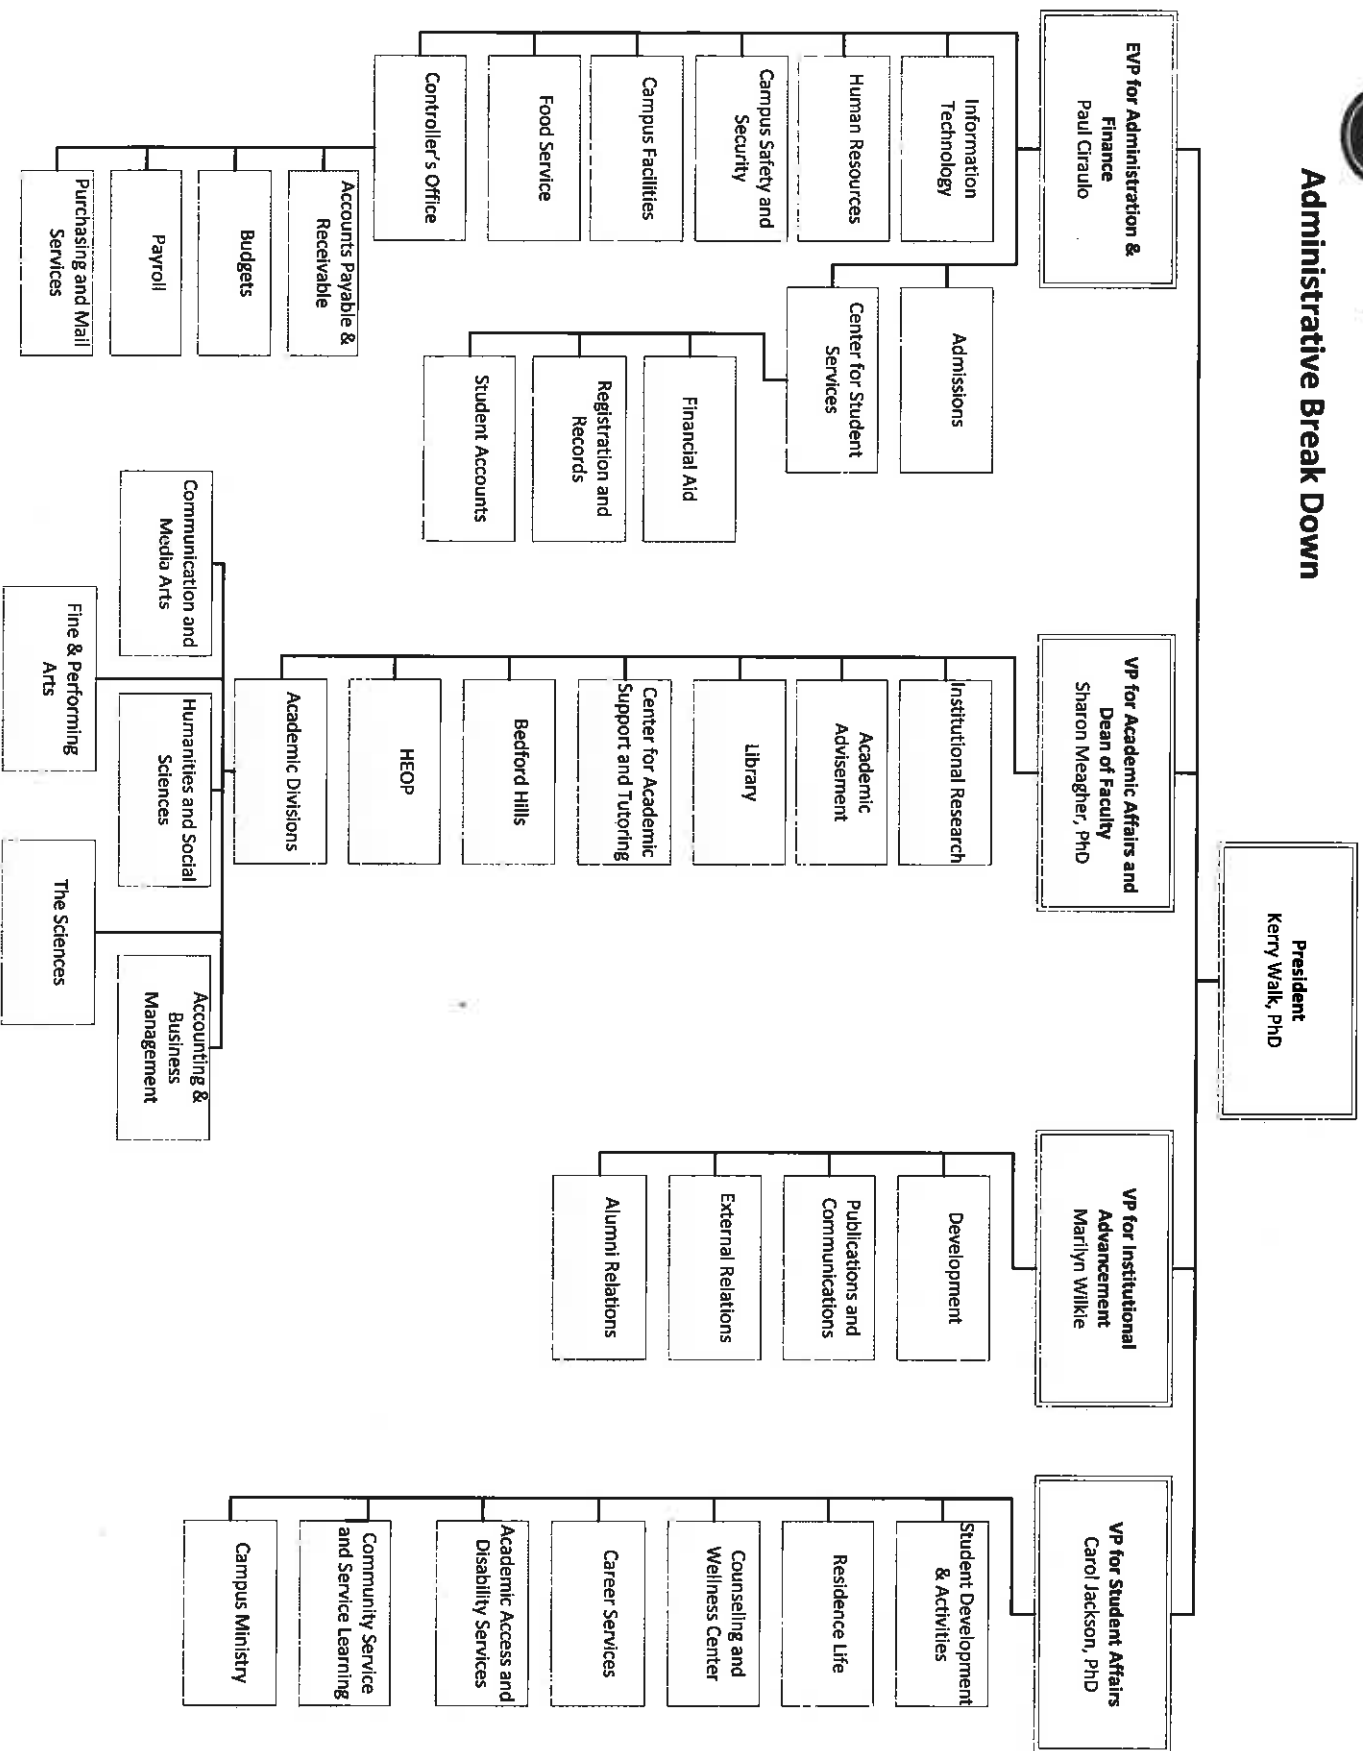 Administrative Break Down
President
Kerry Walk, PhD
EVP for Administration &
Finance
Paul Ciraulo
Information
Technology
Human Resources
Campus Safety and
Security
Campus Facilities
Food Service
Controller's Office
Accounts Payable &
Receivable
Budgets
Payroll
Purchasing and Mail
Services
Admissions
Center for Student
Services
Financial Aid
Registration and
Records
Student Accounts
VP for Academic Affairs and
Dean of Faculty
Sharon Meagher, PhD
Institutional Research
Academic
Advisement
Library
Center for Academic
Support and Tutoring
Bedford Hills
HEOP
Academic Divisions
Communication and
Media Arts
Fine & Performing
Arts
Humanities and Social
Sciences
The Sciences
Accounting &
Business
Management
VP for Institutional
Advancement
Marilyn Wilkie
Development
Publications and
Communications
External Relations
Alumni Relations
VP for Student Affairs
Carol Jackson, PhD
Student Development
& Activities
Residence Life
Counseling and
Wellness Center
Career Services
Academic Access and
Disability Services
Community Service
and Service Learning
Campus Ministry